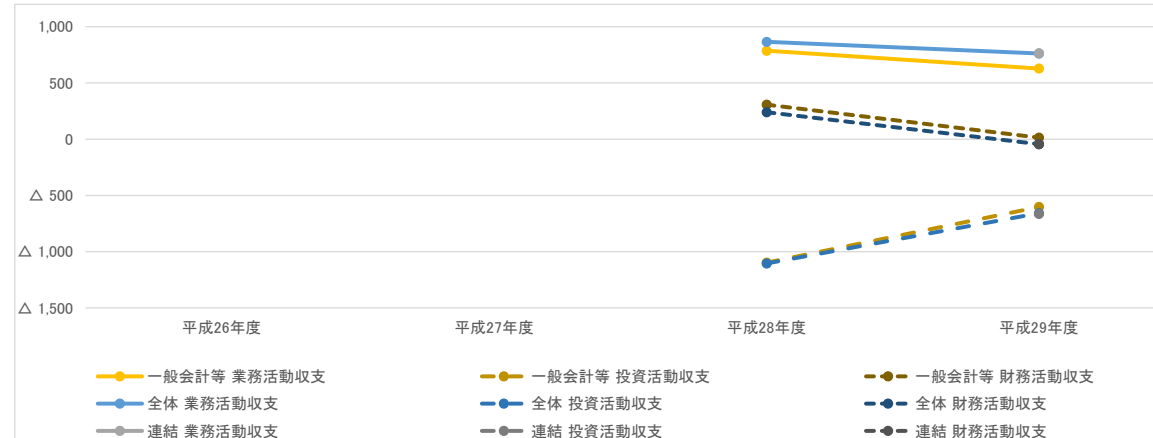 1,000
500
0
△ 500
△ 1,000
△ 1,500
平成26年度 平成27年度 平成28年度 平成29年度
一般会計等 業務活動収支 一般会計等 投資活動収支 一般会計等 財務活動収支
全体 業務活動収支 全体 投資活動収支 全体 財務活動収支
連結 業務活動収支 連結 投資活動収支 連結 財務活動収支